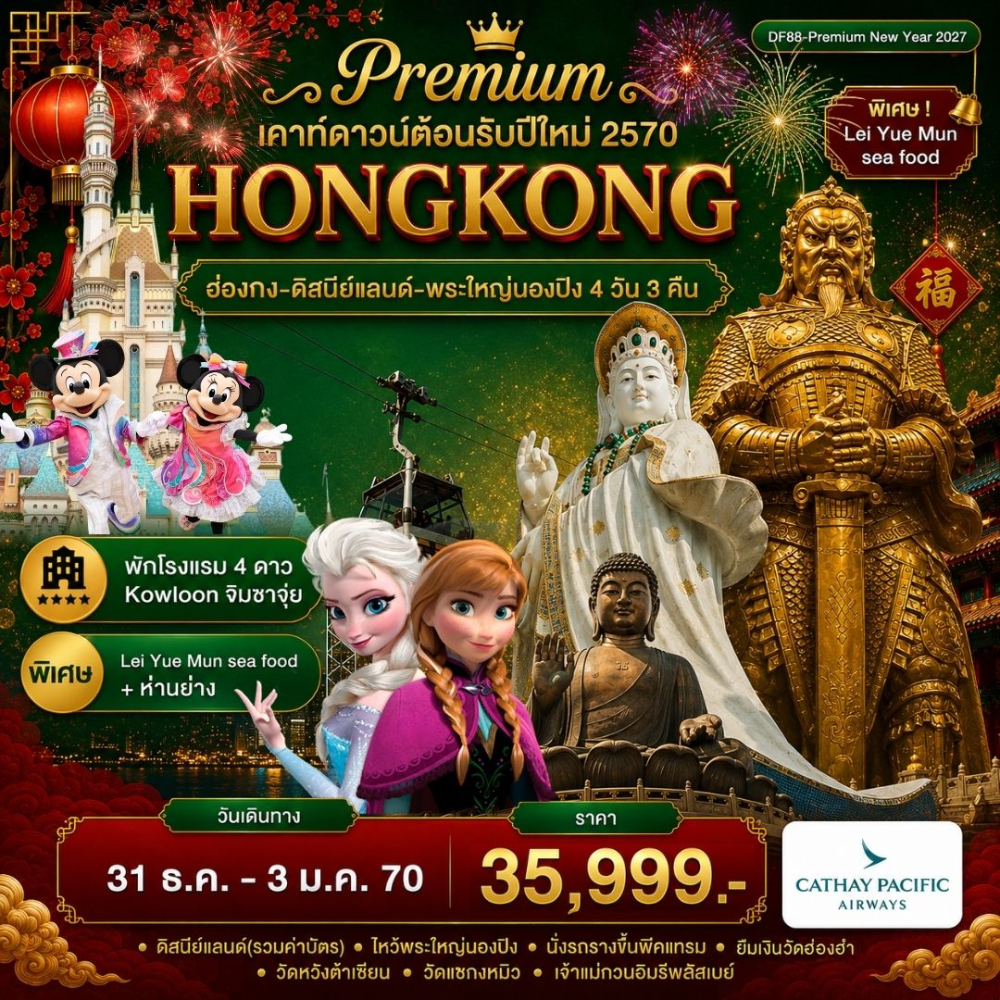 DF88-Premium New Year 2027
Premium
เคาท์ดาวน์ต้อนรับปีใหม่ 2570
HONGKONG
พิเศษ !
Lei Yue Mun
sea food
ฮ่องกง-ดิสนีย์แลนด์-พระใหญ่นองปิง 4 วัน 3 คืน
福
พักโรงแรม 4 ดาว
Kowloon จิมซาจุ่ย
พิเศษ
Lei Yue Mun sea food
+ ห่านย่าง
วันเดินทาง
31 ธ.ค. - 3 ม.ค. 70
ราคา
35,999.-
CATHAY PACIFIC
AIRWAYS
• ดิสนีย์แลนด์(รวมค่าบัตร) • ไหว้พระใหญ่นองปิง • นั่งรถรางขึ้นพีคแทรม • ยืมเงินวัดฮ่องฮำ
• วัดหวังต้าเซียน • วัดแชกงหมิว • เจ้าแม่กวนอิมรีพลัสเบย์